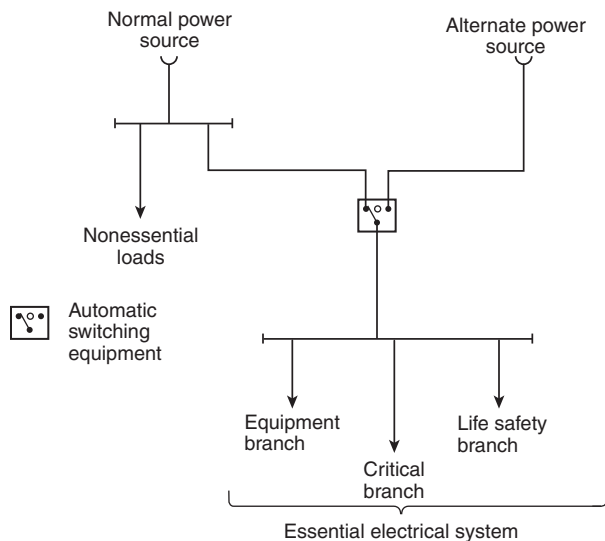 Normal power
source
Alternate power
source
Nonessential
loads
Automatic
switching
equipment
Equipment
branch
Critical
branch
Life safety
branch
Essential electrical system